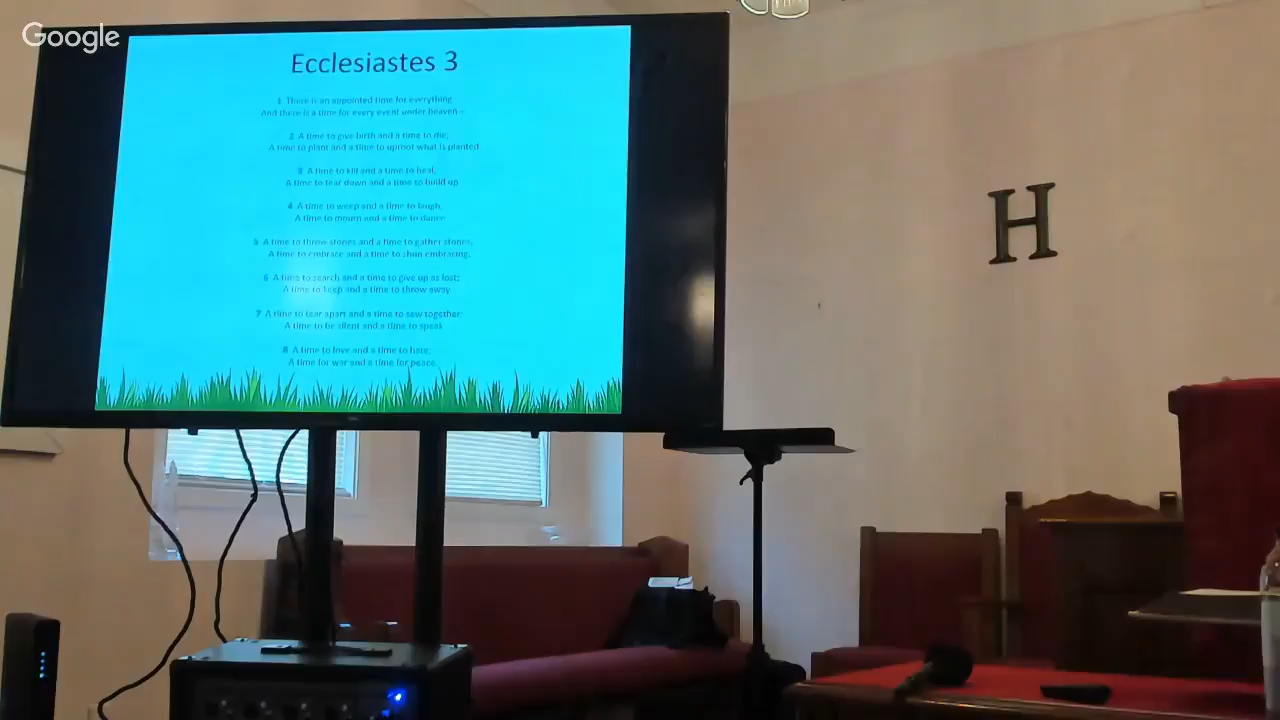 Google
Ecclesiastes 3
1 There is an appointed time for everything
And there is a time for every event under heaven –
2 A time to give birth and a time to die;
A time to plant and a time to uproot what is planted
3 A time to kill and a time to heal,
A time to tear down and a time to build up
4 A time to weep and a time to laugh,
A time to mourn and a time to dance
5 A time to throw stones and a time to gather stones,
A time to embrace and a time to shun embracing.
6 A time to search and a time to give up as lost;
A time to keep and a time to throw away
7 A time to tear apart and a time to sew together;
A time to be silent and a time to speak
8 A time to love and a time to hate;
A time for war and a time for peace.
H